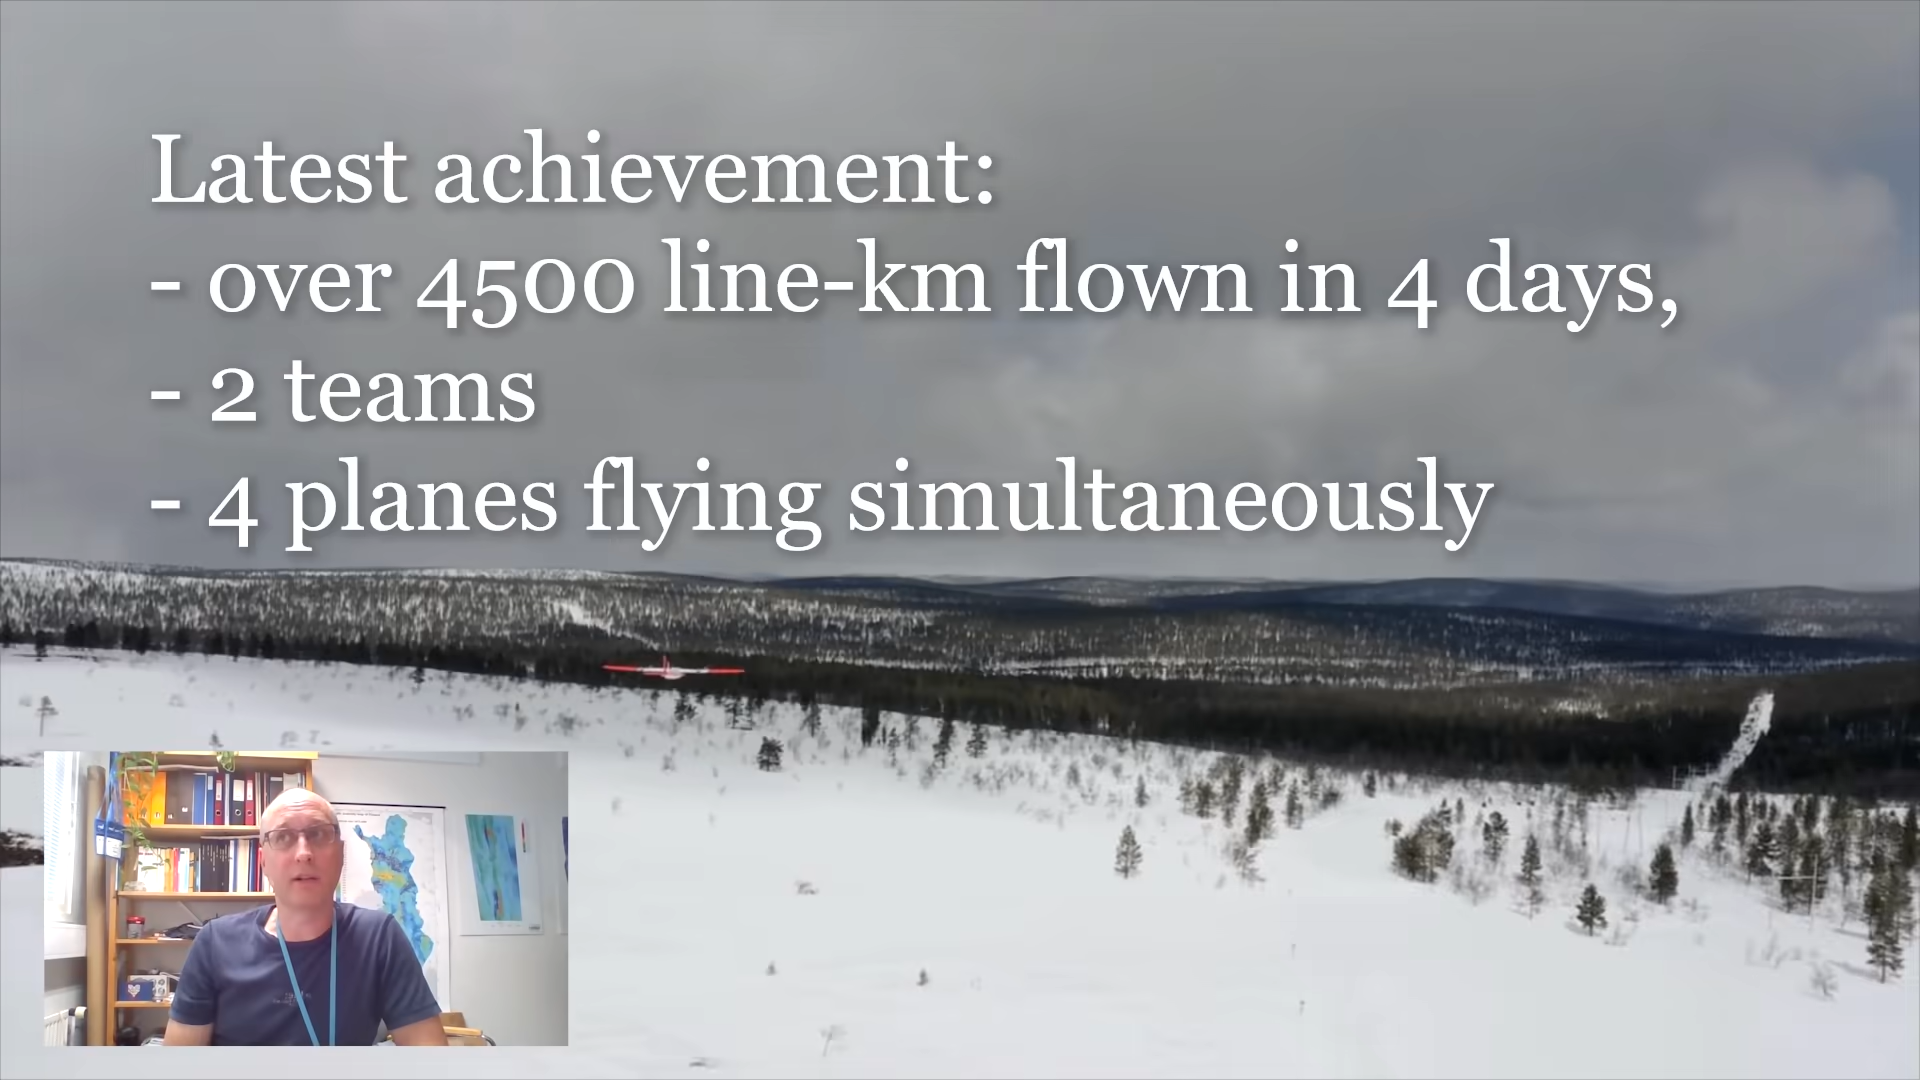 Latest achievement:
- over 4500 line-km flown in 4 days,
- 2 teams
- 4 planes flying simultaneously